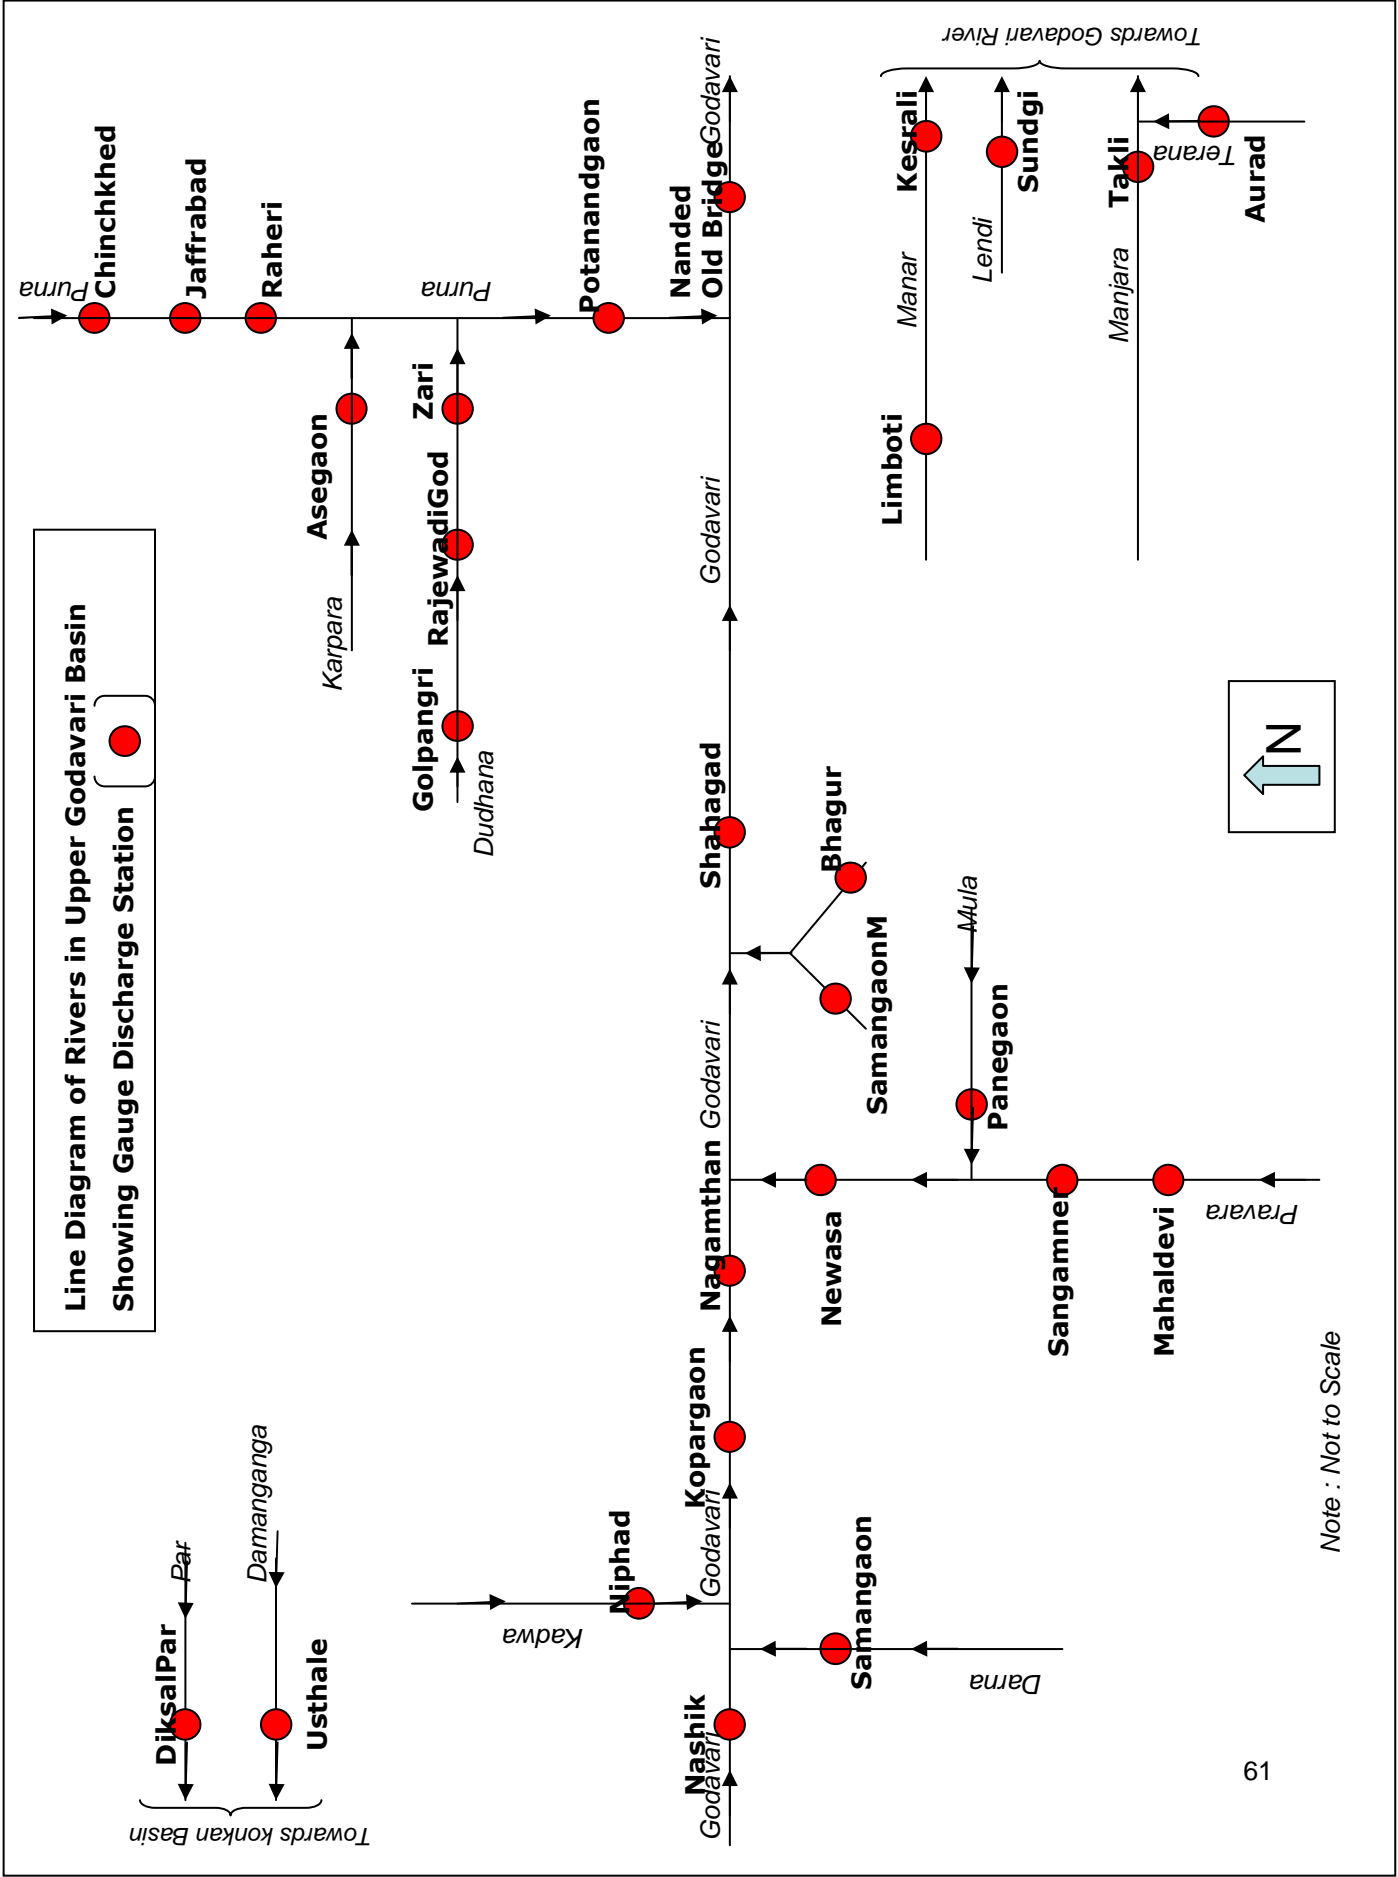 Line Diagram of Rivers in Upper Godavari Basin
Showing Gauge Discharge Station
Towards konkan Basin
DiksalPar
Par
Usthale
Damanganga
Purna
Chinchkhed
Jaffrabad
Raheri
Karpara
Asegaon
Purna
Dudhana
Golpangri
RajewadiGod
Zari
Potanandgaon
Kadwa
Niphad
Godavari
Nashik
Godavari
Kopargaon
Nagamthan
Godavari
Shahagad
Godavari
Nanded
Old Bridge
Godavari
Darna
Samangaon
Newasa
Sangamner
Mahaldevi
Pravara
Panegaon
Mula
SamangaonM
Bhagur
Limboti
Manar
Kesrali
Lendi
Sundgi
Manjara
Takli
Terana
Aurad
Towards Godavari River
N
Note : Not to Scale
61